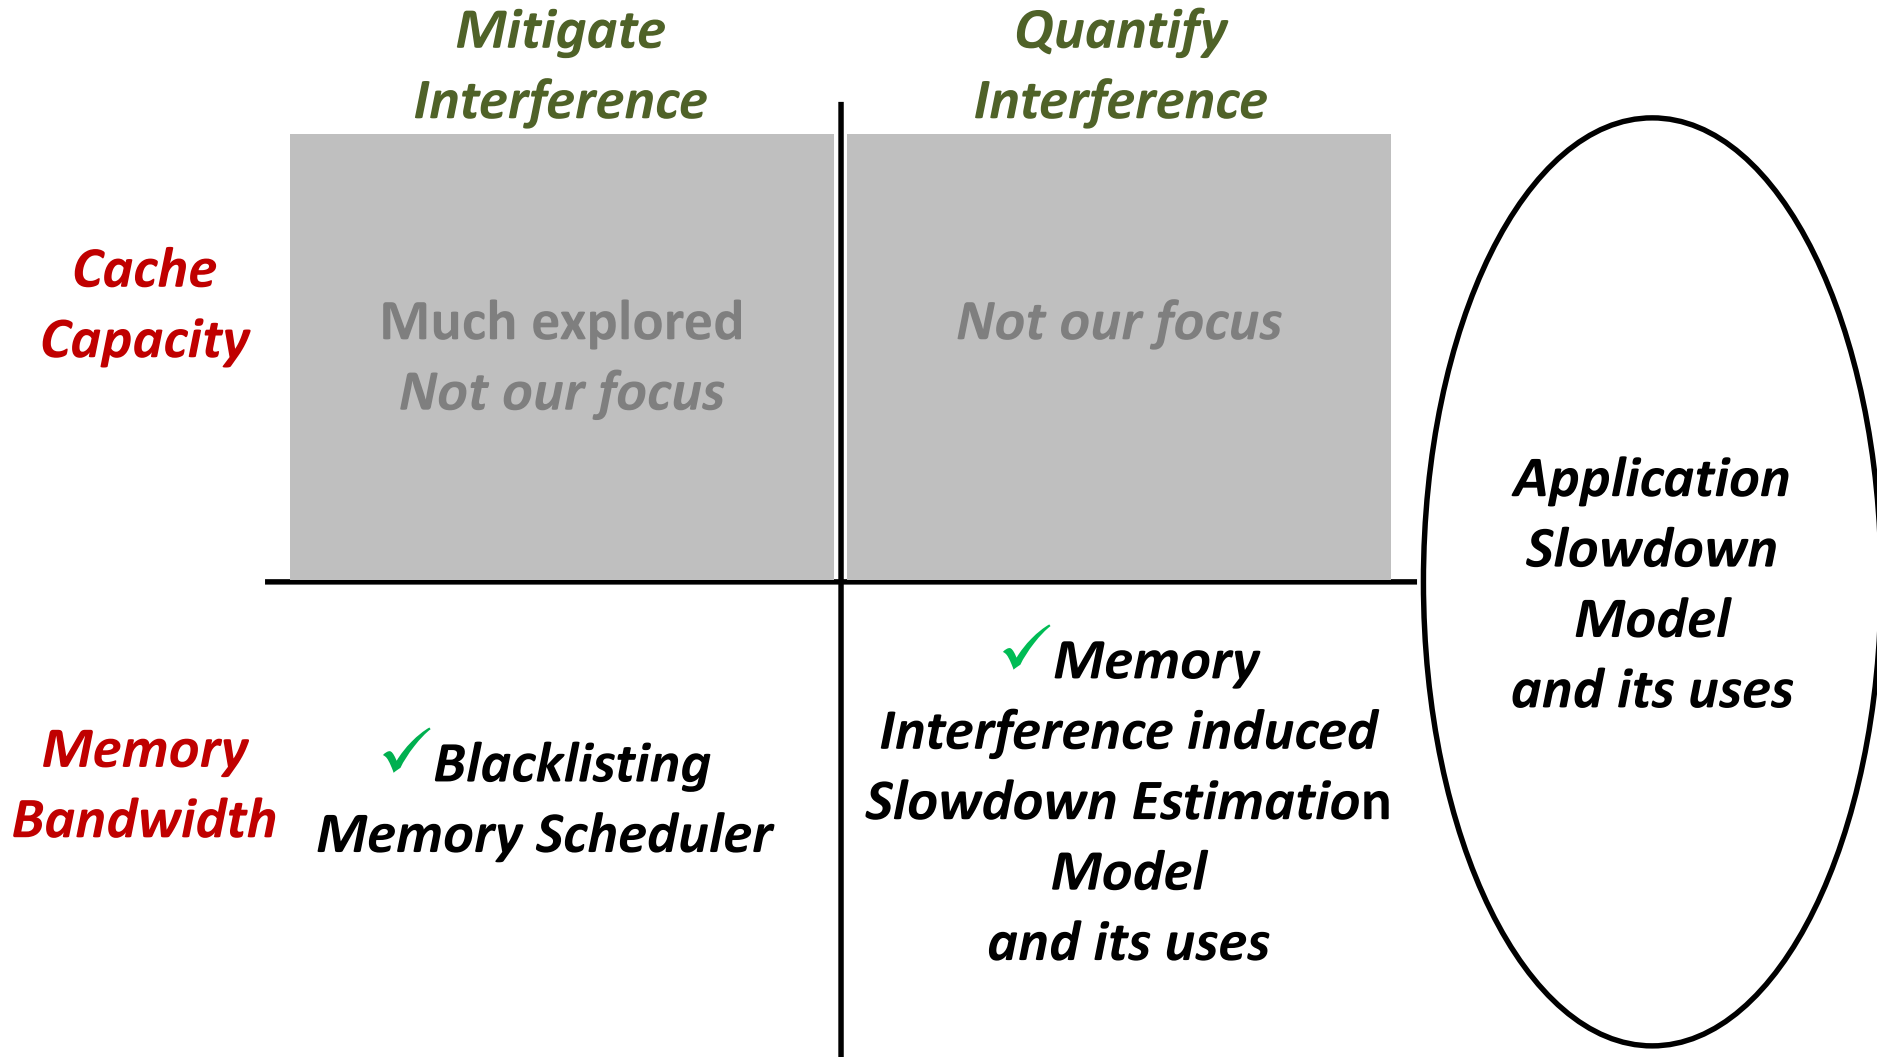 Mitigate
Interference
Quantify
Interference
Cache
Capacity
Much explored
Not our focus
Not our focus
Memory
Bandwidth
✓Blacklisting
Memory Scheduler
✓Memory
Interference induced
Slowdown Estimation
Model
and its uses
Application
Slowdown
Model
and its uses